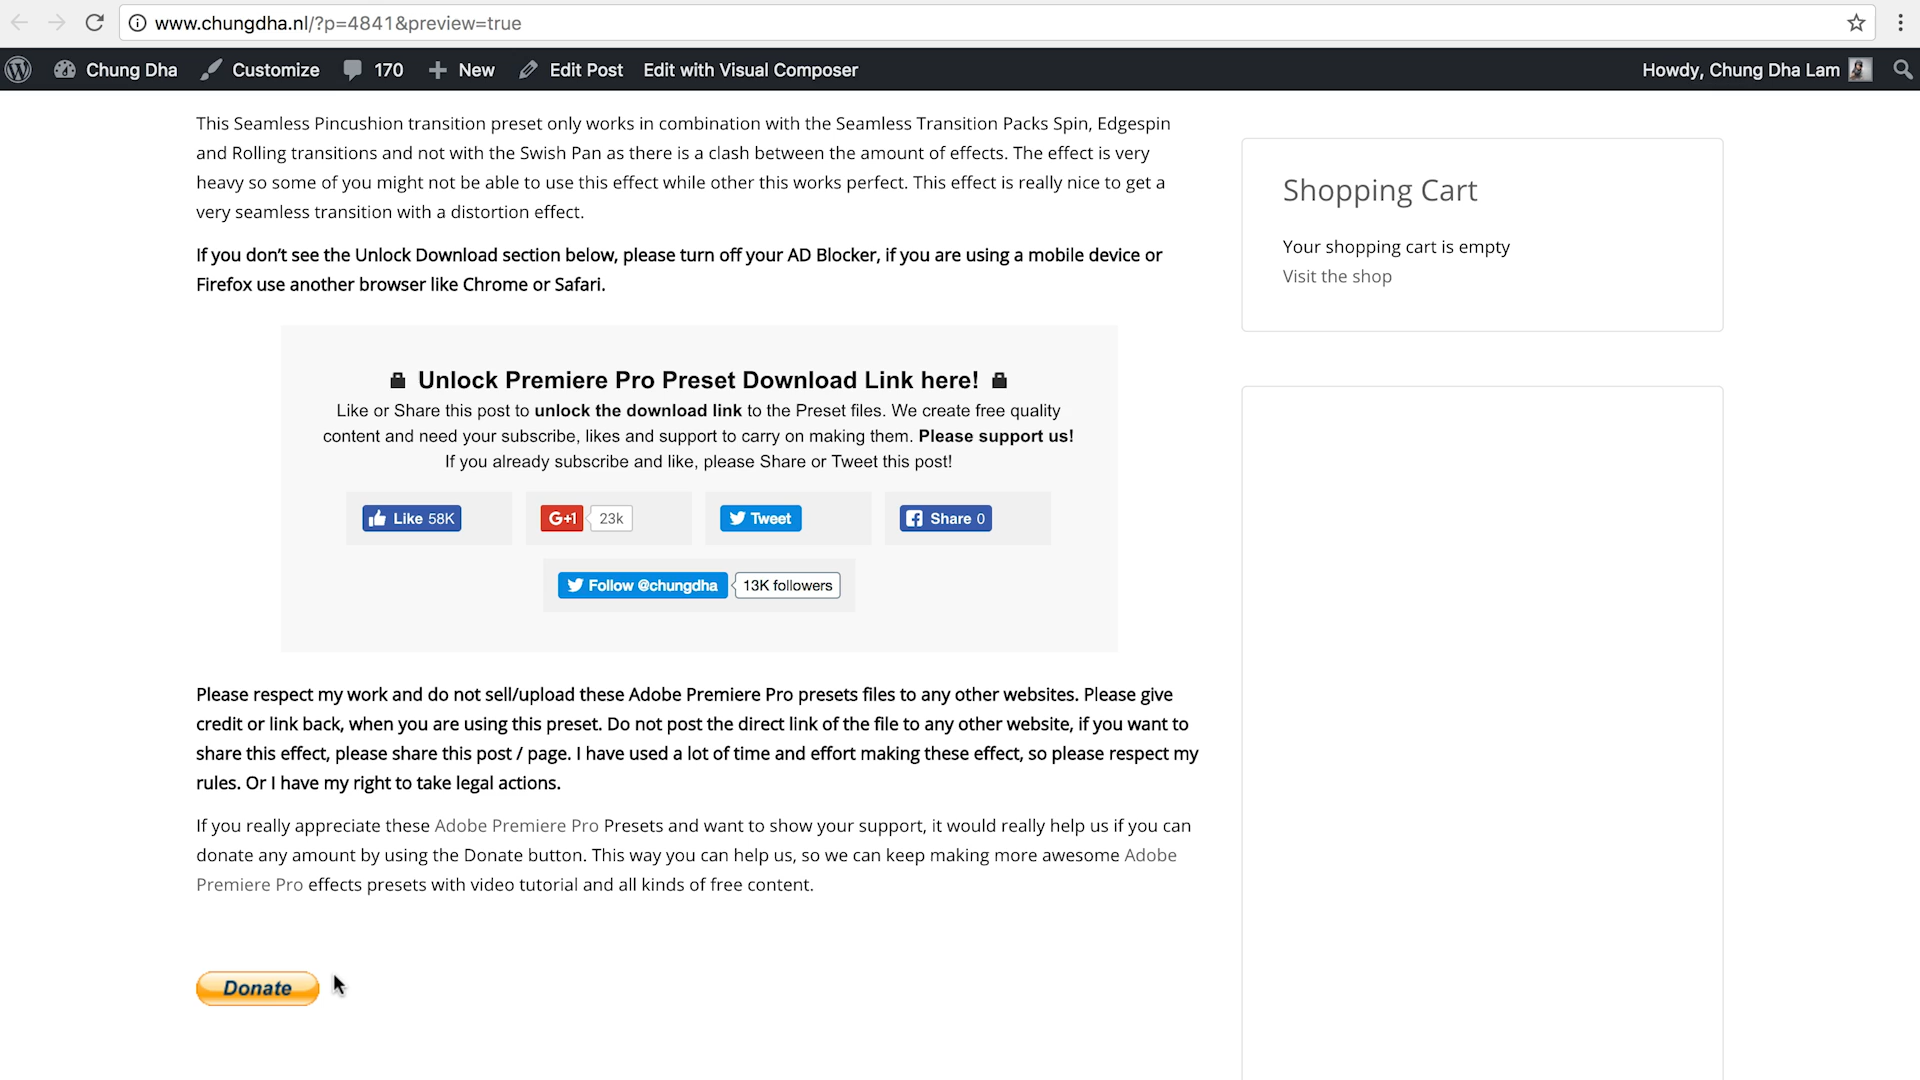 www.chungdha.nl/?p=4841&preview=true
Chung Dha Customize 170 New Edit Post Edit with Visual Composer Howdy, Chung Dha Lam
This Seamless Pincushion transition preset only works in combination with the Seamless Transition Packs Spin, Edgespin
and Rolling transitions and not with the Swish Pan as there is a clash between the amount of effects. The effect is very
heavy so some of you might not be able to use this effect while other this works perfect. This effect is really nice to get a
very seamless transition with a distortion effect.
If you don’t see the Unlock Download section below, please turn off your AD Blocker, if you are using a mobile device or
Firefox use another browser like Chrome or Safari.
Unlock Premiere Pro Preset Download Link here!
Like or Share this post to unlock the download link to the Preset files. We create free quality
content and need your subscribe, likes and support to carry on making them. Please support us!
If you already subscribe and like, please Share or Tweet this post!
Like 58K G+1 23k Tweet Share 0
Follow @chungdha 13K followers
Please respect my work and do not sell/upload these Adobe Premiere Pro presets files to any other websites. Please give
credit or link back, when you are using this preset. Do not post the direct link of the file to any other website, if you want to
share this effect, please share this post / page. I have used a lot of time and effort making these effect, so please respect my
rules. Or I have my right to take legal actions.
If you really appreciate these Adobe Premiere Pro Presets and want to show your support, it would really help us if you can
donate any amount by using the Donate button. This way you can help us, so we can keep making more awesome Adobe
Premiere Pro effects presets with video tutorial and all kinds of free content.
Donate
Shopping Cart
Your shopping cart is empty
Visit the shop